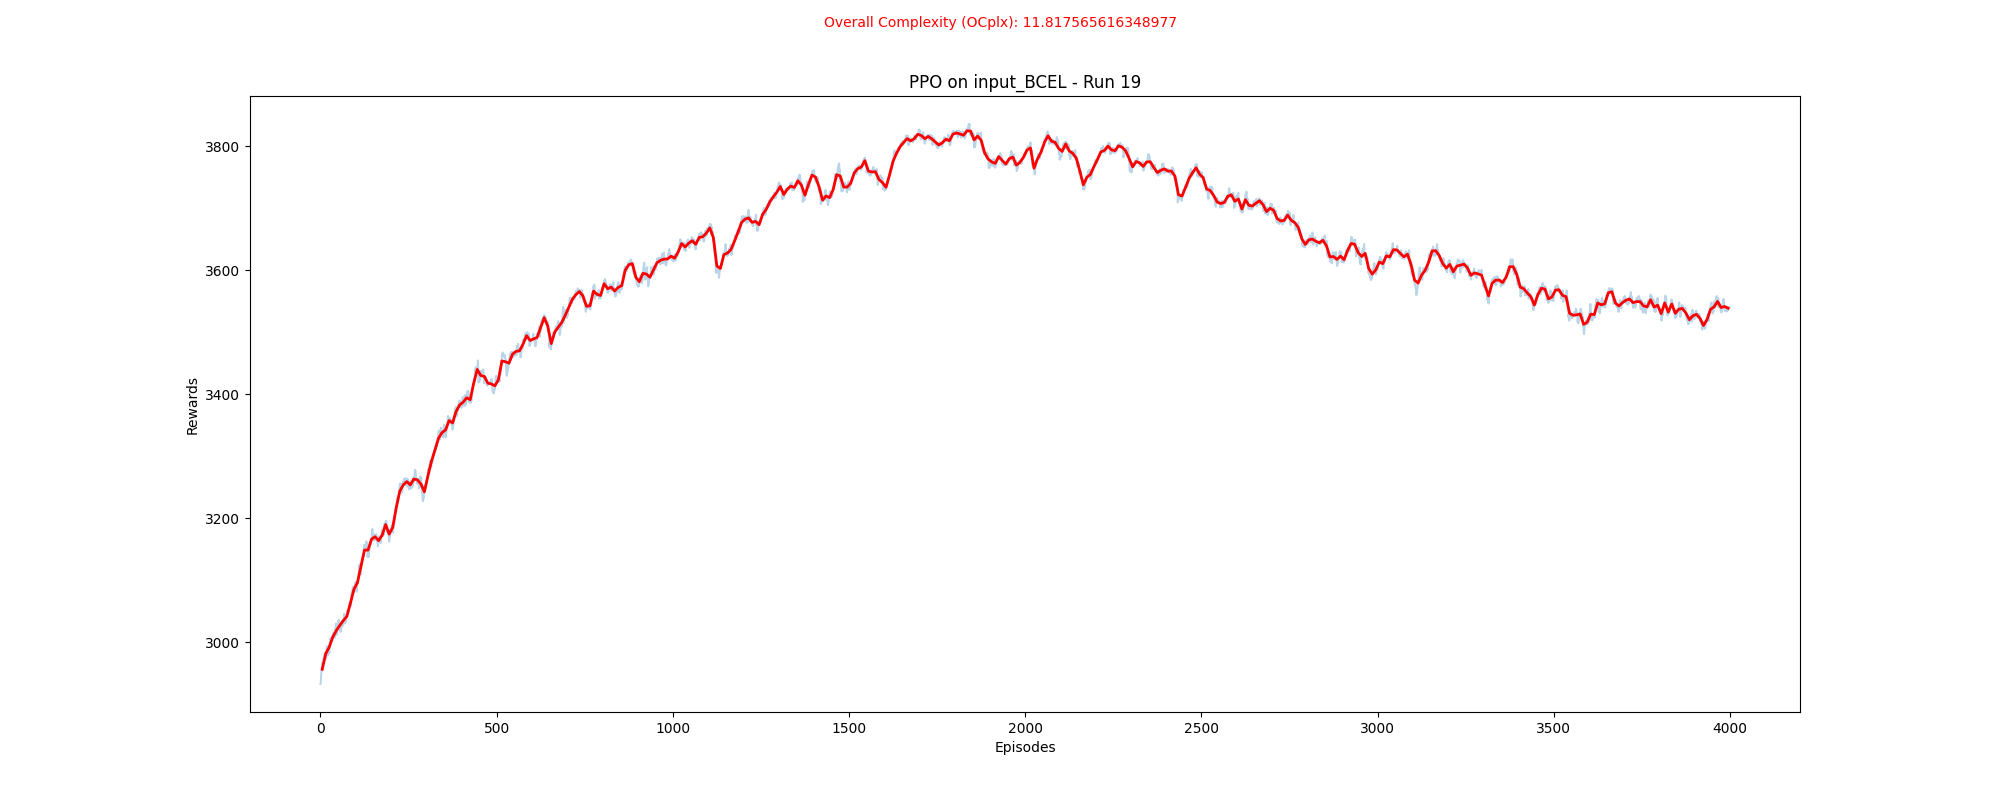 Overall Complexity (OCplx): 11.817565616348977
PPO on input_BCEL - Run 19
3800
3600
3400
3200
3000
Rewards
0 500 1000 1500 2000 2500 3000 3500 4000
Episodes